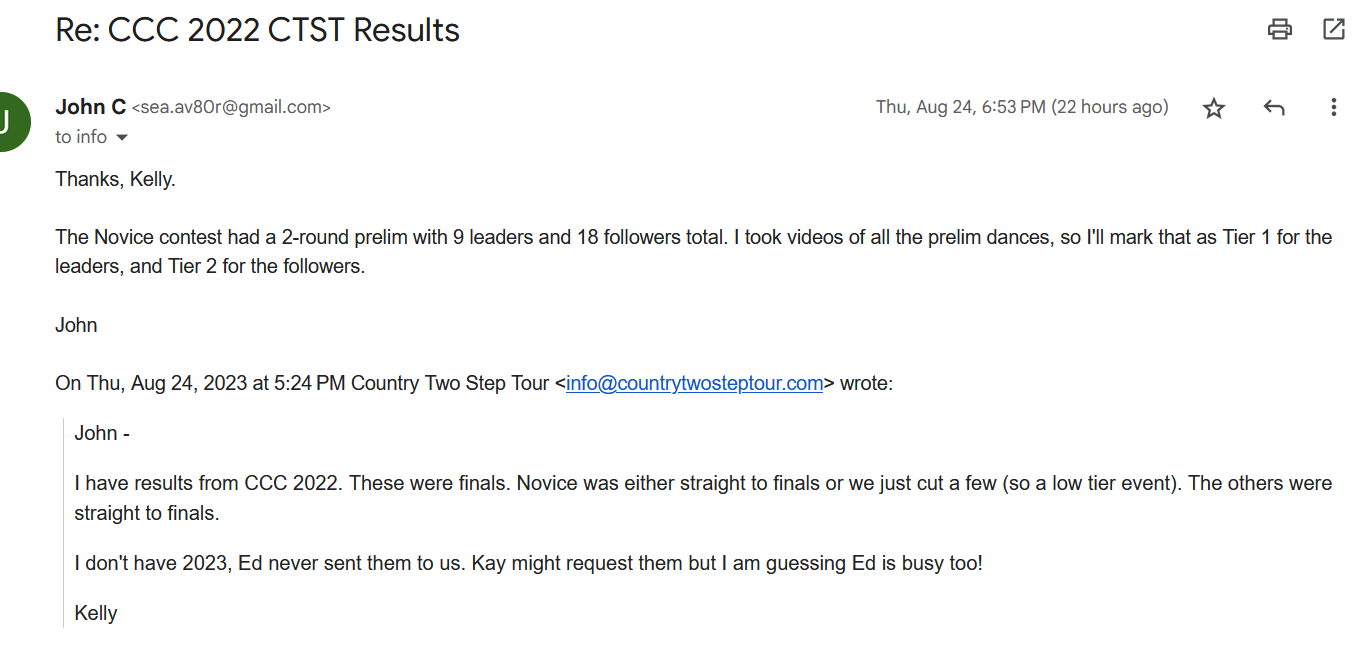 Re: CCC 2022 CTST Results
John C <sea.av80r@gmail.com>
Thu, Aug 24, 6:53 PM (22 hours ago)
to info
J
Thanks, Kelly.
The Novice contest had a 2-round prelim with 9 leaders and 18 followers total. I took videos of all the prelim dances, so I'll mark that as Tier 1 for the
leaders, and Tier 2 for the followers.
John
On Thu, Aug 24, 2023 at 5:24 PM Country Two Step Tour <info@countrytwosteptour.com> wrote:
John -
I have results from CCC 2022. These were finals. Novice was either straight to finals or we just cut a few (so a low tier event). The others were
straight to finals.
I don't have 2023, Ed never sent them to us. Kay might request them but I am guessing Ed is busy too!
Kelly